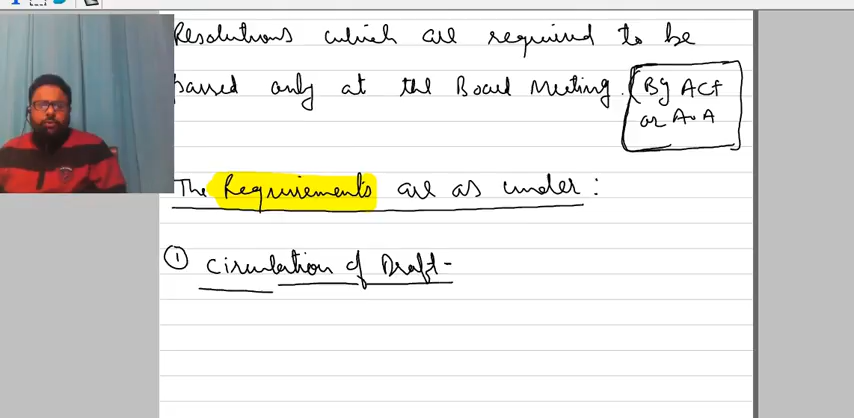 Resolutions which are required to be
passed only at the Board Meeting. (By ACT
or AoA
The Requirements are as under:
① Circulation of Draft-